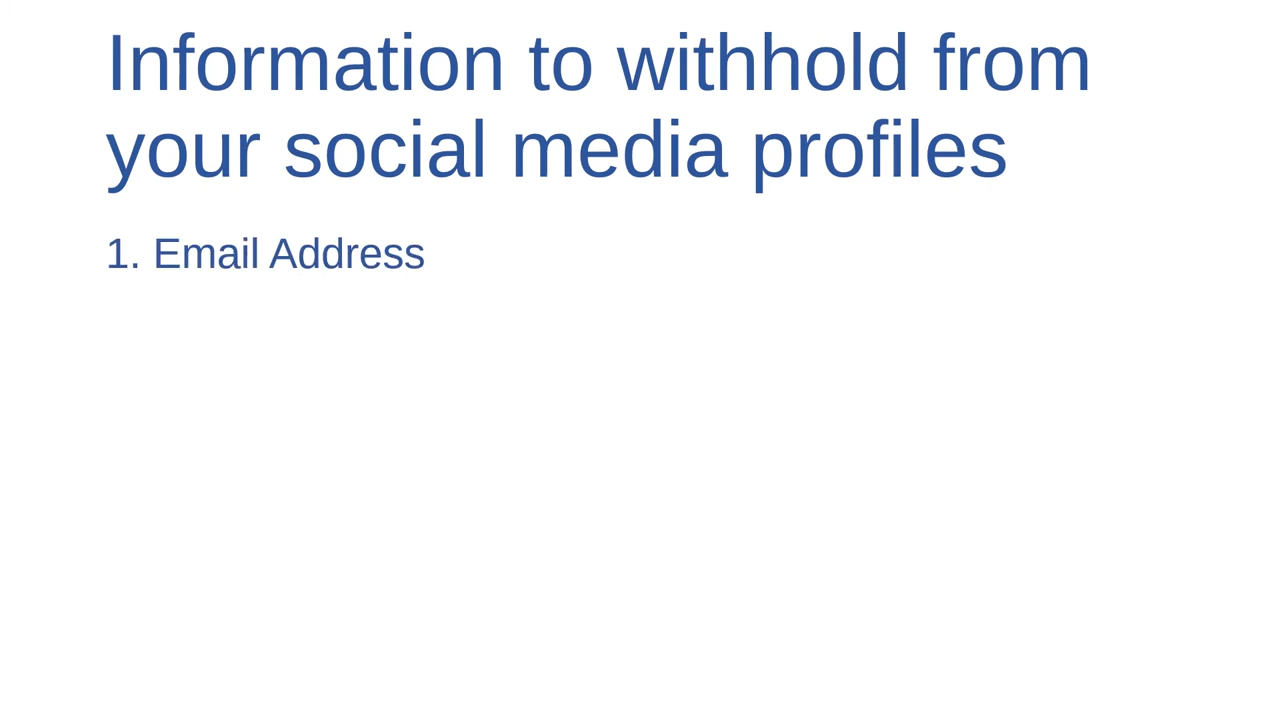 Information to withhold from
your social media profiles
1. Email Address